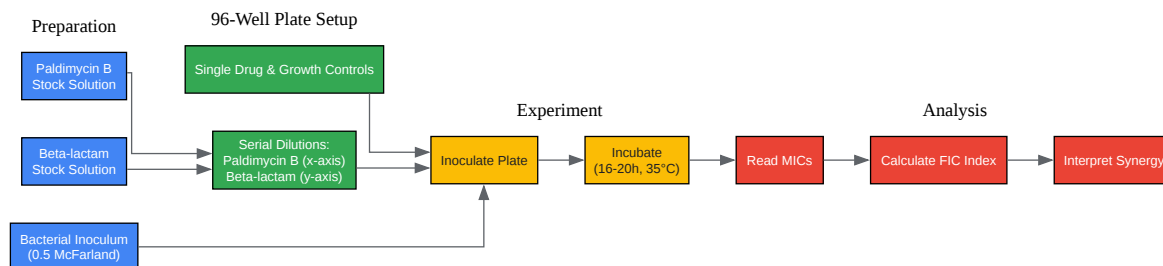 Preparation
Paldimycin B
Stock Solution
Beta-lactam
Stock Solution
Bacterial Inoculum
(0.5 McFarland)
96-Well Plate Setup
Single Drug & Growth Controls
Serial Dilutions:
Paldimycin B (x-axis)
Beta-lactam (y-axis)
Experiment
Inoculate Plate
Incubate
(16-20h, 35°C)
Analysis
Read MICs
Calculate FIC Index
Interpret Synergy